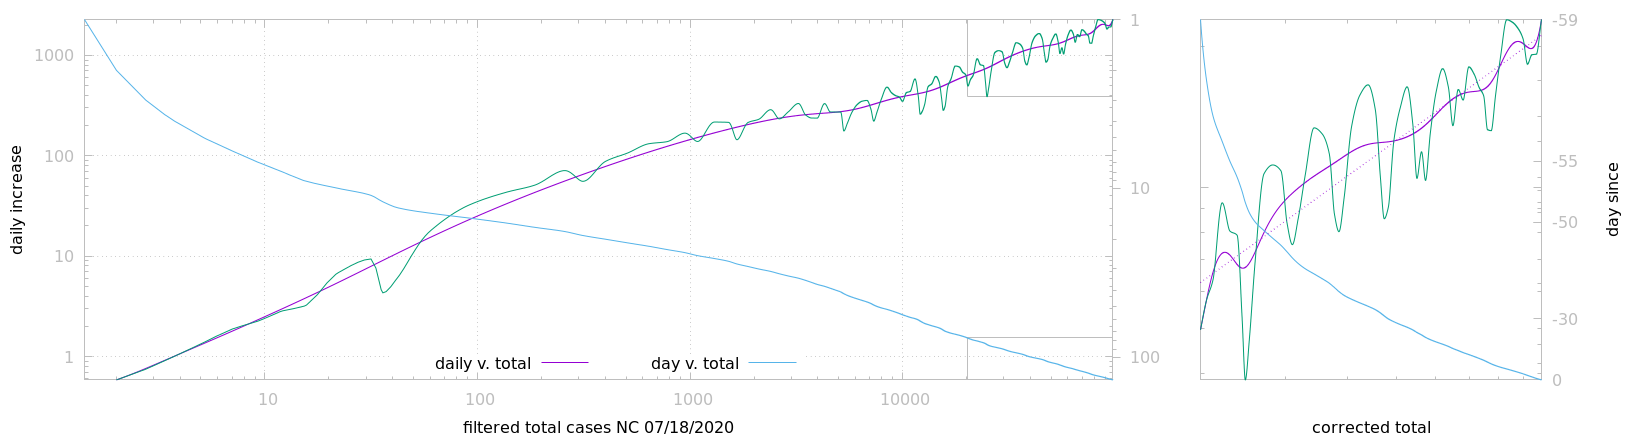 1000
100
10
1
daily increase
10
100
1000
10000
filtered total cases NC 07/18/2020
daily v. total
day v. total
1
10
100
-59
-55
-50
-30
0
day since
corrected total